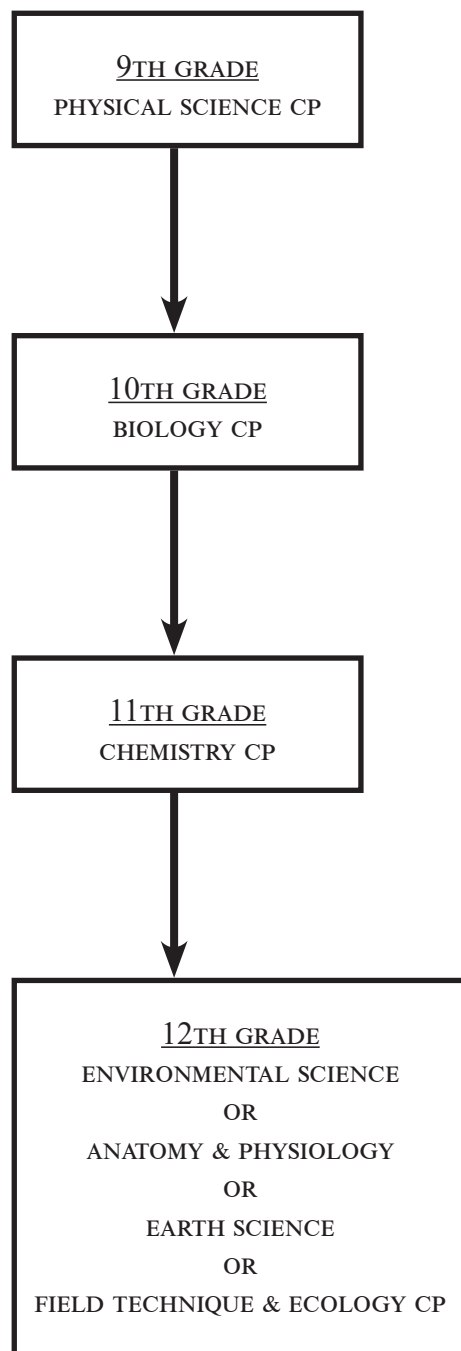 9TH GRADE
PHYSICAL SCIENCE CP
10TH GRADE
BIOLOGY CP
11TH GRADE
CHEMISTRY CP
12TH GRADE
ENVIRONMENTAL SCIENCE
OR
ANATOMY & PHYSIOLOGY
OR
EARTH SCIENCE
OR
FIELD TECHNIQUE & ECOLOGY CP